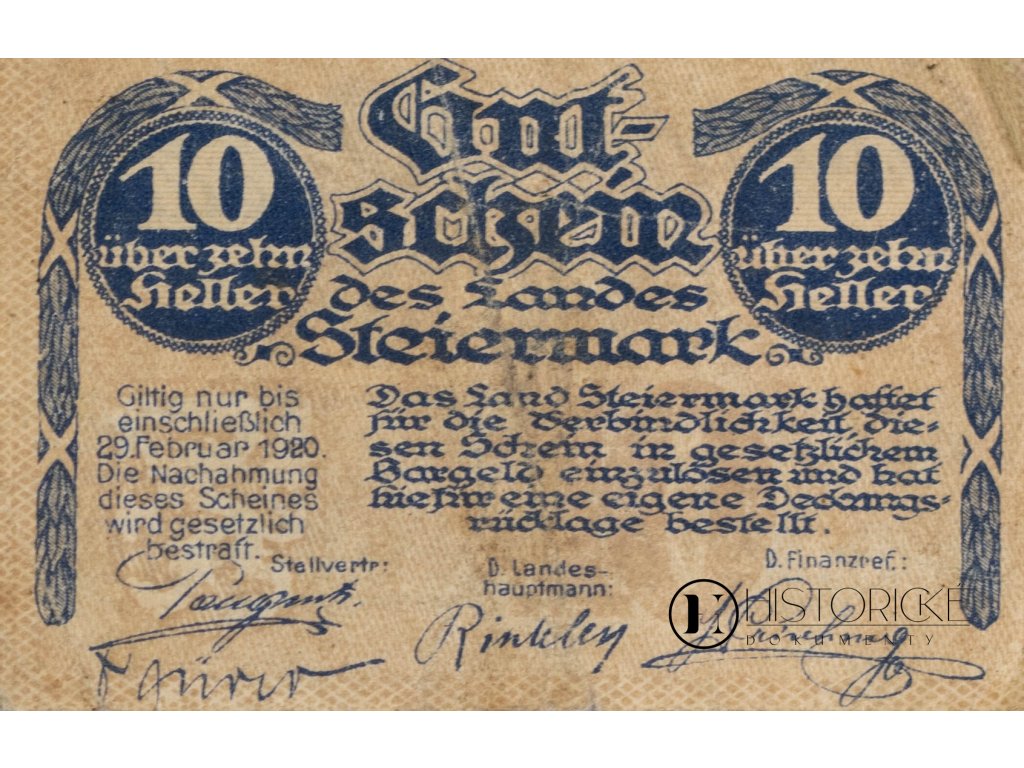 Gut-
schein
des Landes
Steiermark
10
über zehn
Heller
10
über zehn
Heller
Giltig nur bis
einschließlich
29. Februar 1920.
Die Nachahmung
dieses Scheines
wird gesetzlich
bestraft.
Das Land Steiermark haftet
für die Verbindlichkeit, die-
sen Schein in gesetzlichem
Bargeld einzulösen und hat
hiefür eine eigene Deckungs-
rücklage bestellt.
Stellvertr:
D. Landes-
hauptmann:
D. Finanzref.:
Rintelen
HISTORICKÉ
DOKUMENTY